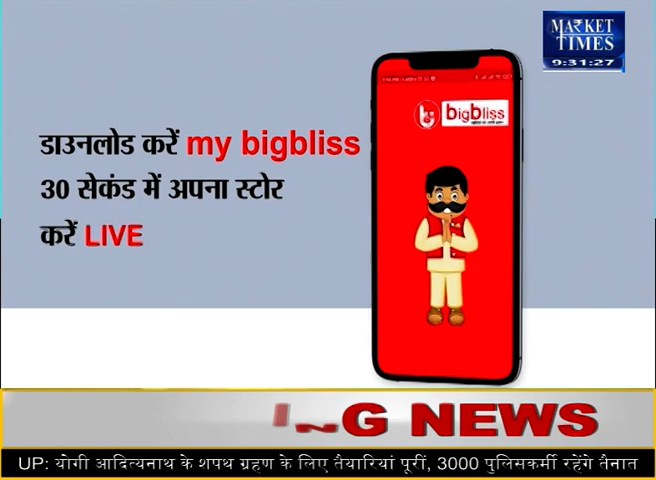 MARKET
TIMES
9:31:27
bigbliss
डाउनलोड करें my bigbliss
30 सेकंड में अपना स्टोर
करें LIVE
NG NEWS
UP: योगी आदित्यनाथ के शपथ ग्रहण के लिए तैयारियां पूरीं, 3000 पुलिसकर्मी रहेंगे तैनात